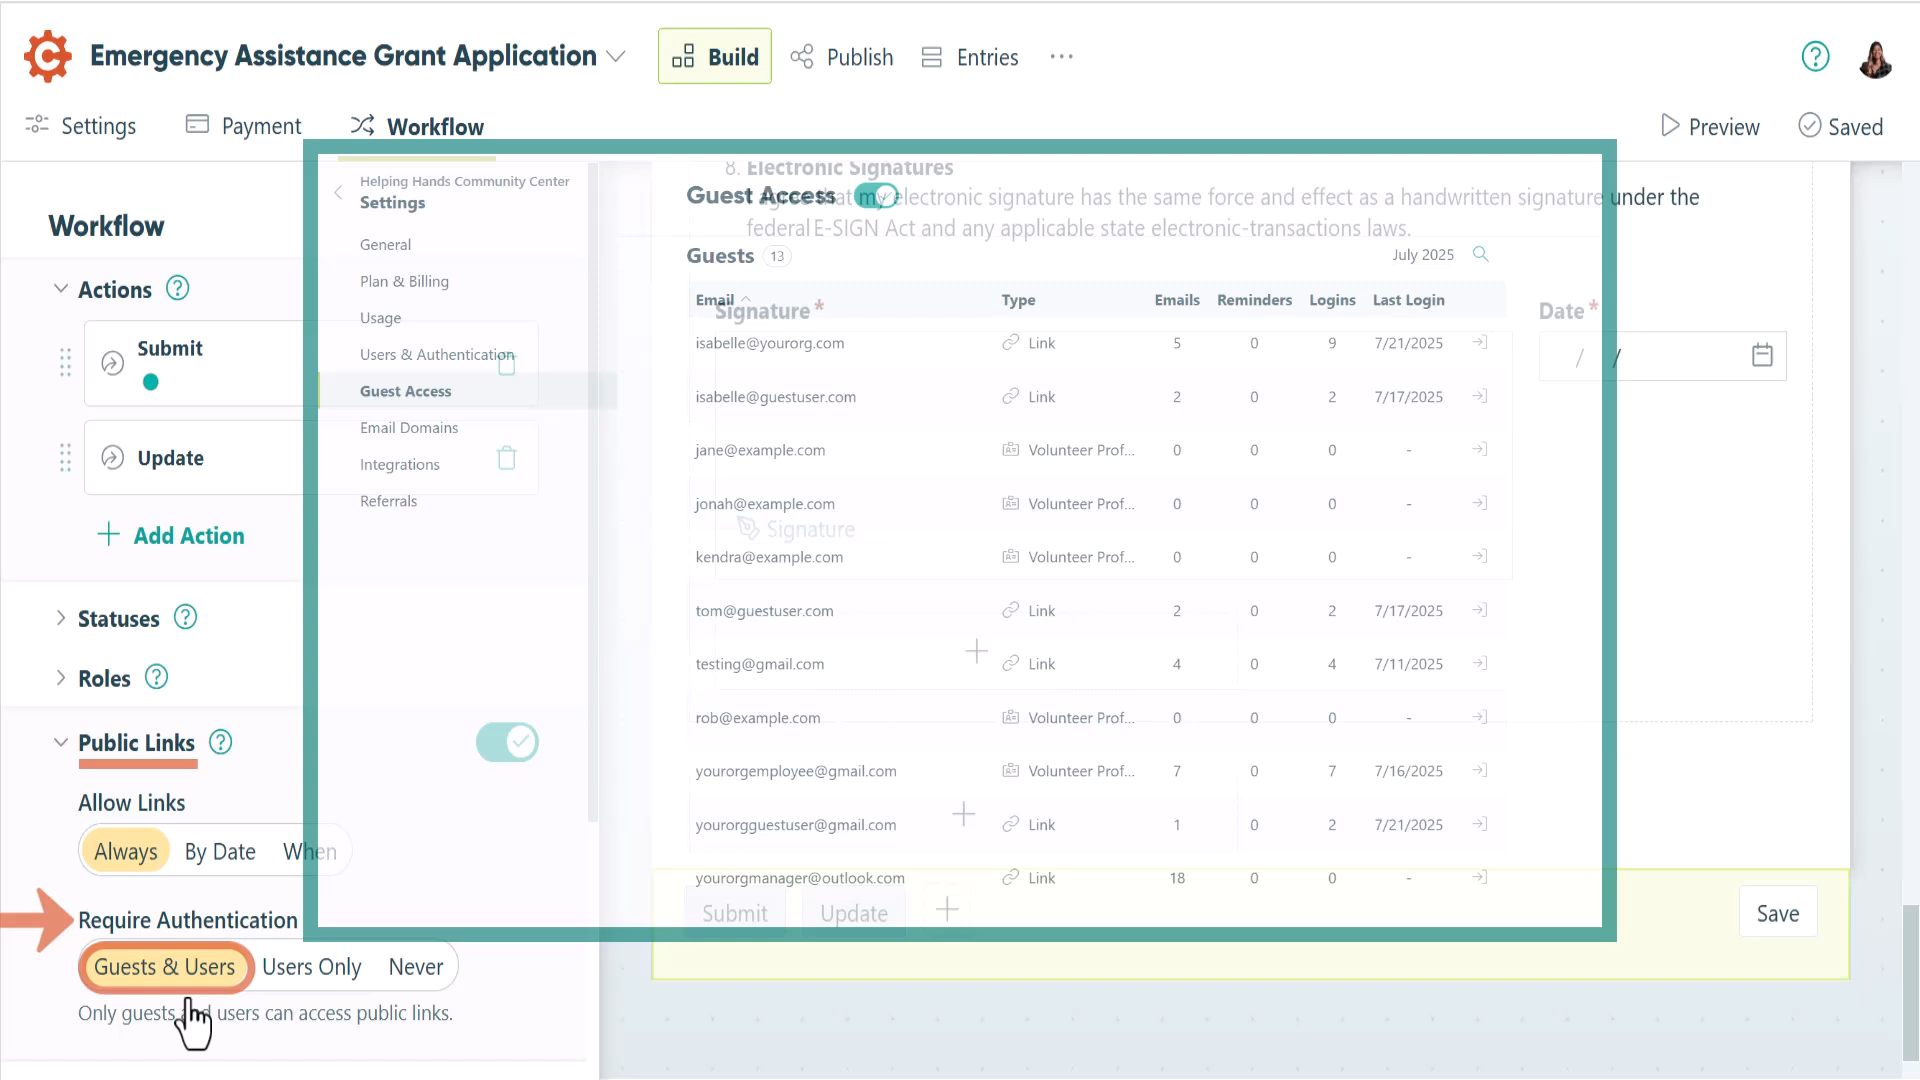 Emergency Assistance Grant Application
Build
Publish
Entries
Settings
Payment
Workflow
Preview
Saved
Workflow
Actions
Submit
Update
Add Action
Statuses
Roles
Public Links
Allow Links
Always By Date When
Require Authentication
Guests & Users Users Only Never
Only guests and users can access public links.
Helping Hands Community Center
Settings
General
Plan & Billing
Usage
Users & Authentication
Guest Access
Email Domains
Integrations
Referrals
8. Electronic Signatures
I agree that my electronic signature has the same force and effect as a handwritten signature under the
federal E-SIGN Act and any applicable state electronic-transactions laws.
Guest Access
Guests 13
July 2025
Email Type Emails Reminders Logins Last Login
Signature *
Date *
/ /
isabelle@yourorg.com Link 5 0 9 7/21/2025
isabelle@guestuser.com Link 2 0 2 7/17/2025
jane@example.com Volunteer Prof... 0 0 0 -
jonah@example.com Volunteer Prof... 0 0 0 -
Signature
kendra@example.com Volunteer Prof... 0 0 0 -
tom@guestuser.com Link 2 0 2 7/17/2025
testing@gmail.com Link 4 0 4 7/11/2025
rob@example.com Volunteer Prof... 0 0 0 -
yourorgemployee@gmail.com Volunteer Prof... 7 0 7 7/16/2025
yourorgguestuser@gmail.com Link 1 0 2 7/21/2025
yourorgmanager@outlook.com Link 18 0 0 -
Submit
Update
Save